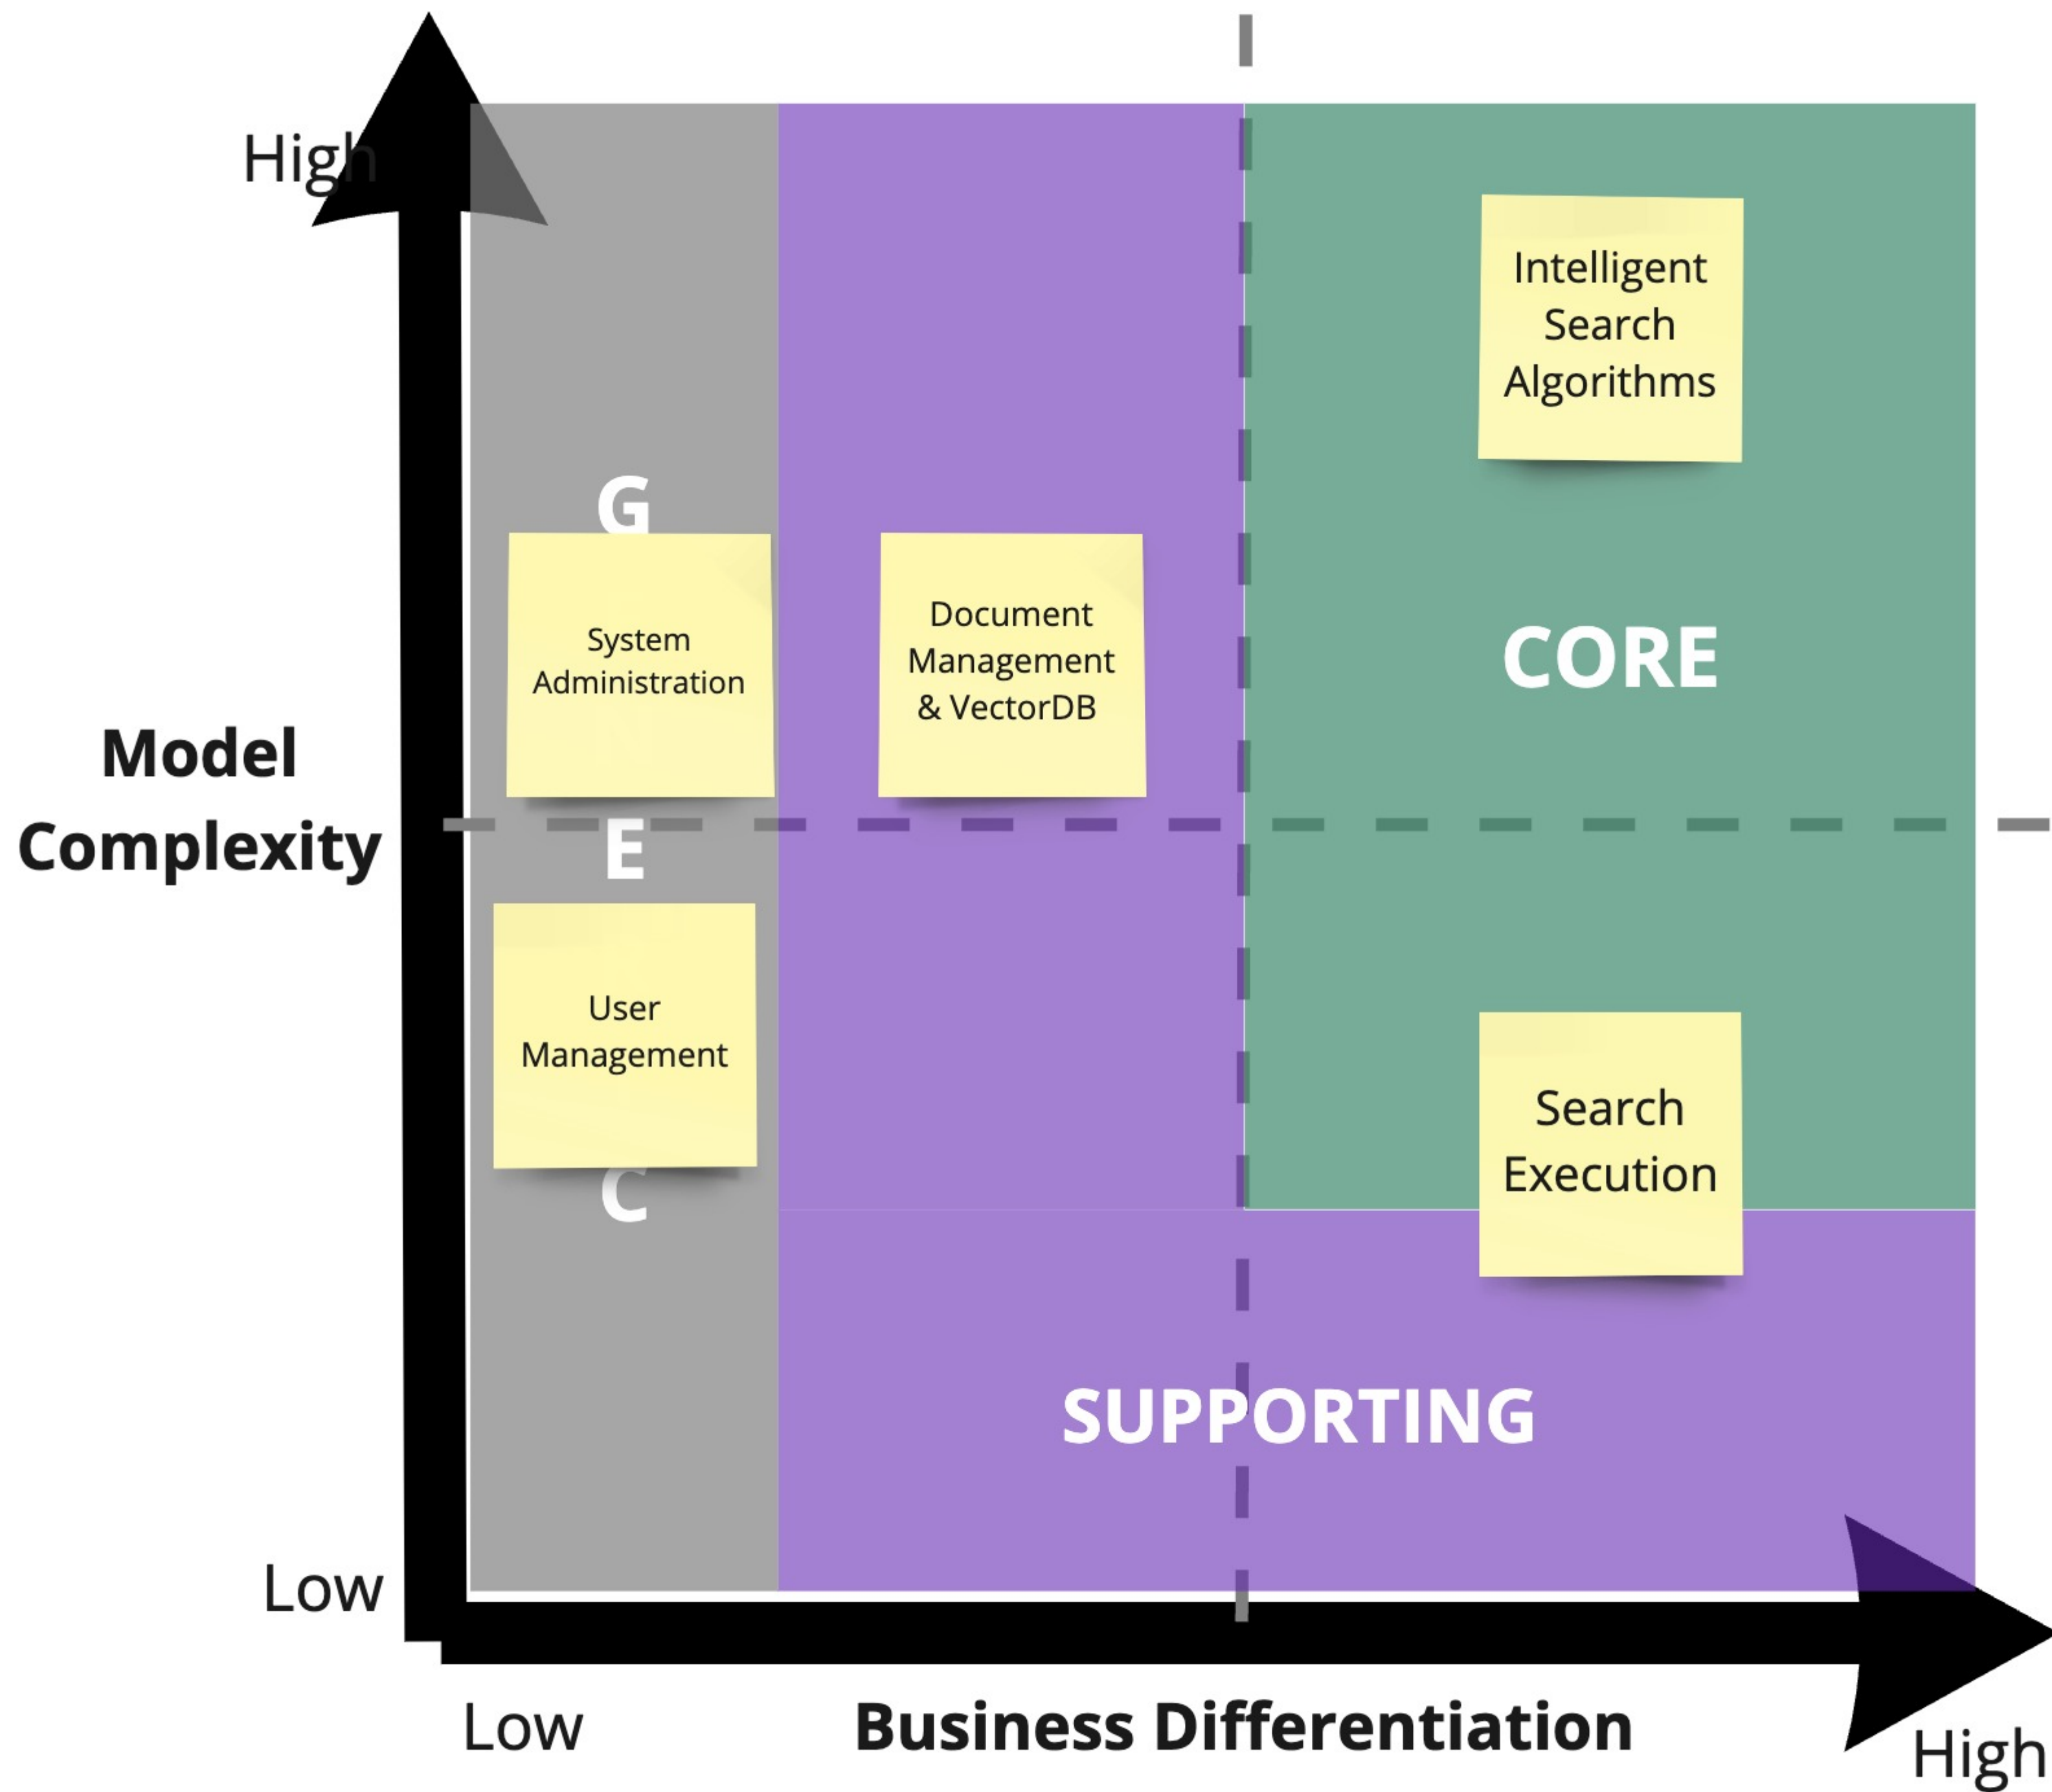 High
Intelligent
Search
Algorithms
G
System
Administration
Document
Management
& VectorDB
CORE
Model
Complexity
E
User
Management
C
Search
Execution
SUPPORTING
Low
Low
Business Differentiation
High